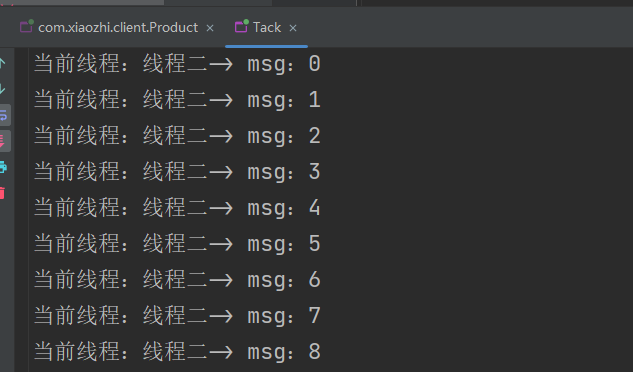 com.xiaozhi.client.Product × Tack ×
当前线程：线程二—> msg：0
当前线程：线程二—> msg：1
当前线程：线程二—> msg：2
当前线程：线程二—> msg：3
当前线程：线程二—> msg：4
当前线程：线程二—> msg：5
当前线程：线程二—> msg：6
当前线程：线程二—> msg：7
当前线程：线程二—> msg：8